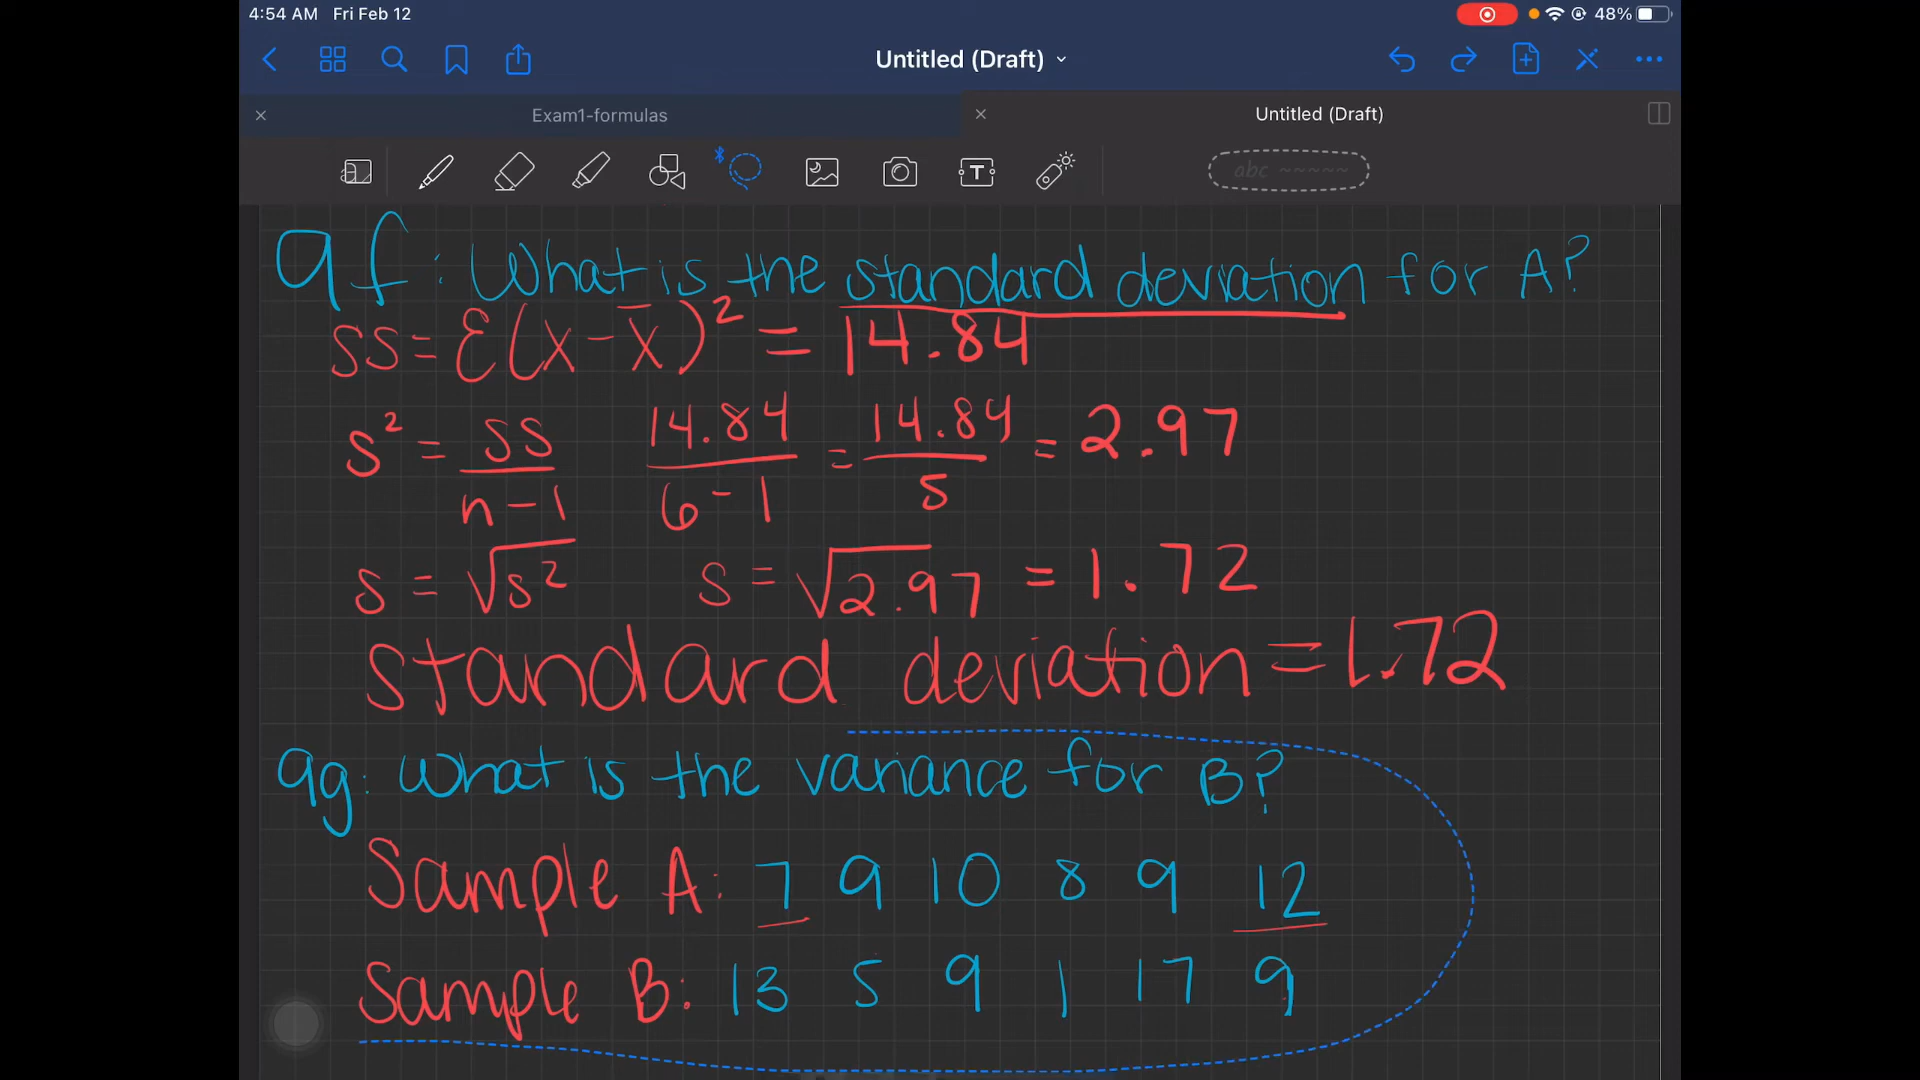 4:54 AM Fri Feb 12 48%
Untitled (Draft)
Exam1-formulas Untitled (Draft)
T abc ~~~~~
9f: What is the standard deviation for A?
SS = Σ(X - X̄)² = 14.84
s² = SS/n-1 14.84/6-1 = 14.84/5 = 2.97
s = √s² s = √2.97 = 1.72
standard deviation = 1.72
9g: What is the variance for B?
Sample A: 7 9 10 8 9 12
Sample B: 13 5 9 1 17 9